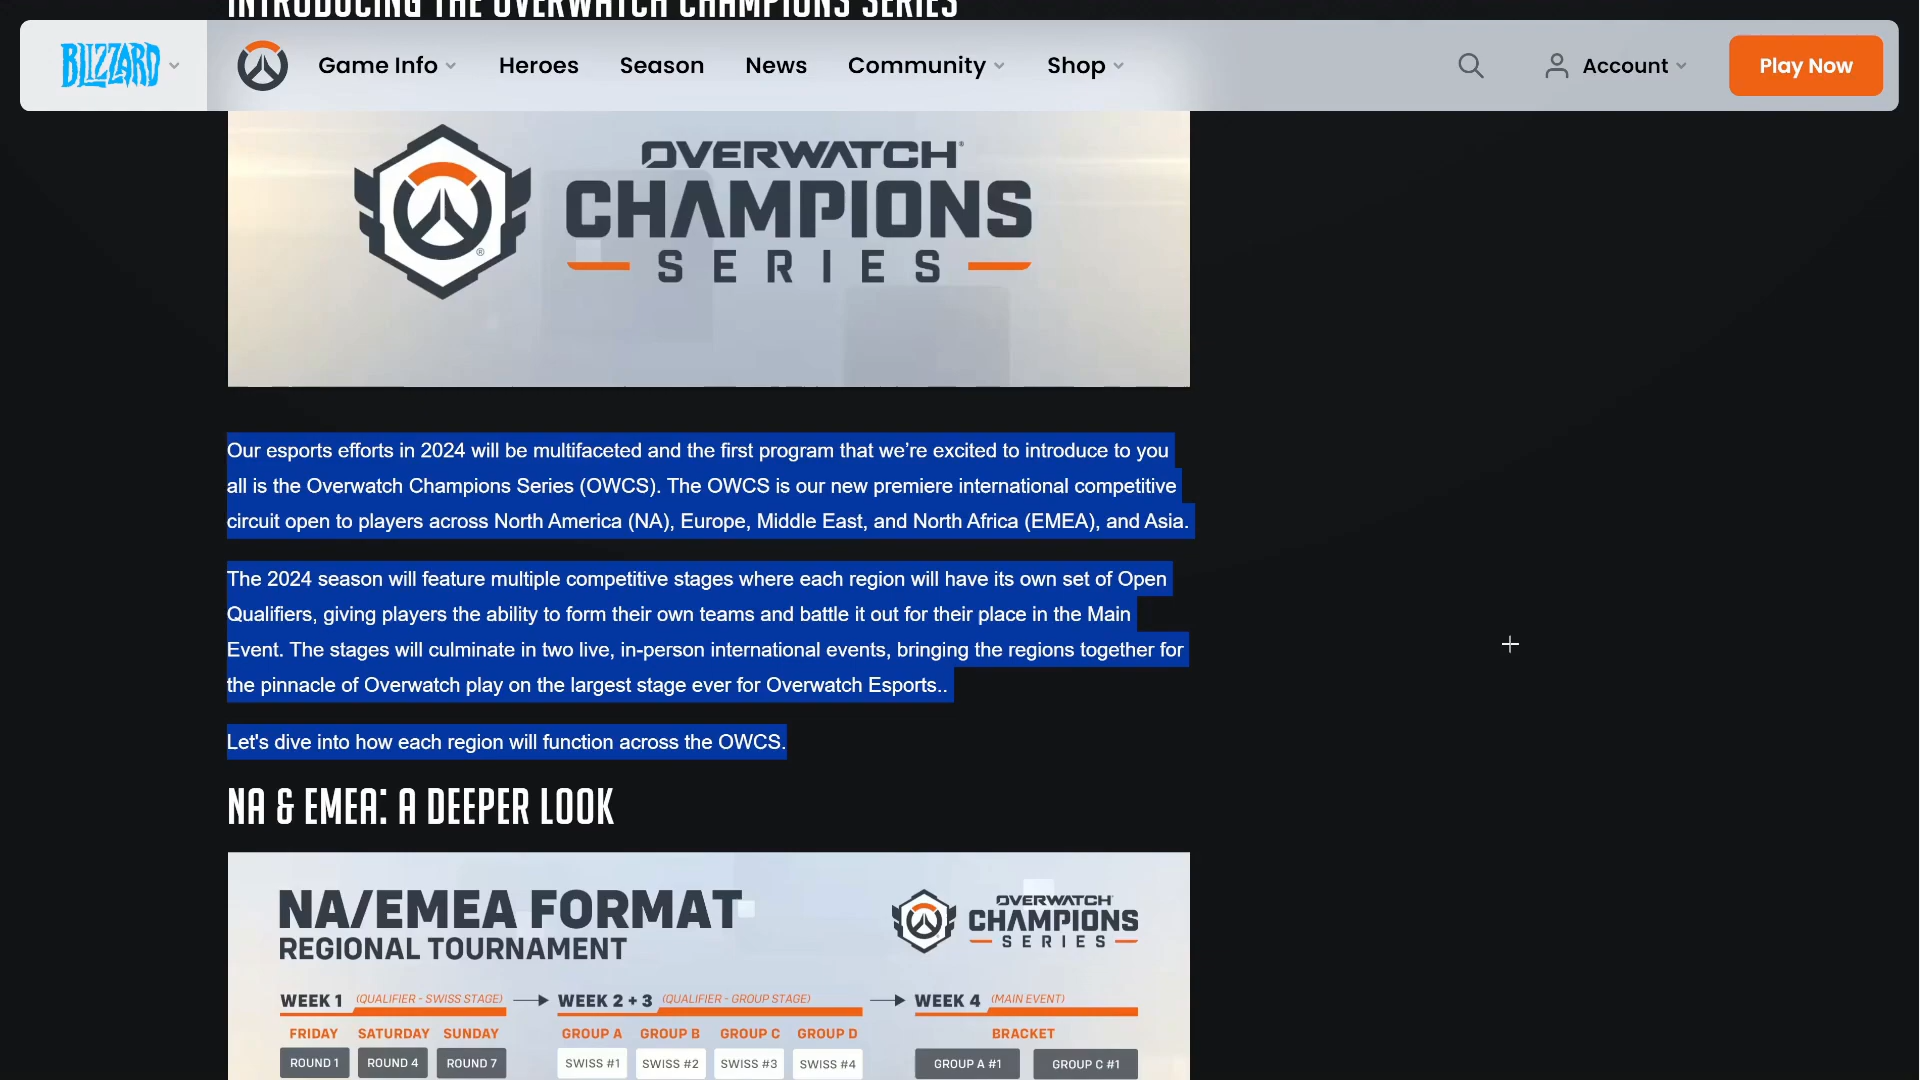 INTRODUCING THE OVERWATCH CHAMPIONS SERIES
BLIZZARD
Game Info
Heroes
Season
News
Community
Shop
Account
Play Now
OVERWATCH®
CHAMPIONS
SERIES
®
Our esports efforts in 2024 will be multifaceted and the first program that we’re excited to introduce to you
all is the Overwatch Champions Series (OWCS). The OWCS is our new premiere international competitive
circuit open to players across North America (NA), Europe, Middle East, and North Africa (EMEA), and Asia.
The 2024 season will feature multiple competitive stages where each region will have its own set of Open
Qualifiers, giving players the ability to form their own teams and battle it out for their place in the Main
Event. The stages will culminate in two live, in-person international events, bringing the regions together for
the pinnacle of Overwatch play on the largest stage ever for Overwatch Esports..
Let's dive into how each region will function across the OWCS.
NA & EMEA: A DEEPER LOOK
NA/EMEA FORMAT
REGIONAL TOURNAMENT
OVERWATCH
CHAMPIONS
SERIES
WEEK 1 (QUALIFIER - SWISS STAGE)
WEEK 2 + 3 (QUALIFIER - GROUP STAGE)
WEEK 4 (MAIN EVENT)
FRIDAY SATURDAY SUNDAY
GROUP A GROUP B GROUP C GROUP D
BRACKET
ROUND 1 ROUND 4 ROUND 7
SWISS #1 SWISS #2 SWISS #3 SWISS #4
GROUP A #1 GROUP C #1